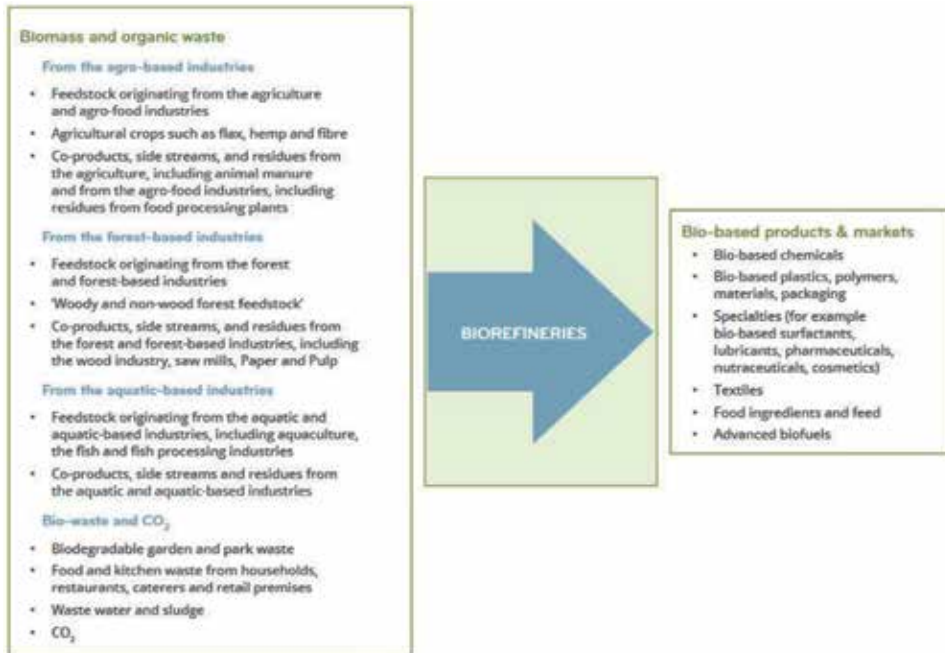 Biomass and organic waste
From the agro-based industries
• Feedstock originating from the agriculture
and agro-food industries
• Agricultural crops such as flax, hemp and fibre
• Co-products, side streams, and residues from
the agriculture, including animal manure
and from the agro-food industries, including
residues from food processing plants
From the forest-based industries
• Feedstock originating from the forest
and forest-based industries
• 'Woody and non-wood forest feedstock'
• Co-products, side streams, and residues from
the forest and forest-based industries, including
the wood industry, saw mills, Paper and Pulp
From the aquatic-based industries
• Feedstock originating from the aquatic and
aquatic-based industries, including aquaculture,
the fish and fish processing industries
• Co-products, side streams and residues from
the aquatic and aquatic-based industries
Bio-waste and CO₂
• Biodegradable garden and park waste
• Food and kitchen waste from households,
restaurants, caterers and retail premises
• Waste water and sludge
• CO₂
BIOREFINERIES
Bio-based products & markets
• Bio-based chemicals
• Bio-based plastics, polymers,
materials, packaging
• Specialties (for example
bio-based surfactants,
lubricants, pharmaceuticals,
nutraceuticals, cosmetics)
• Textiles
• Food ingredients and feed
• Advanced biofuels